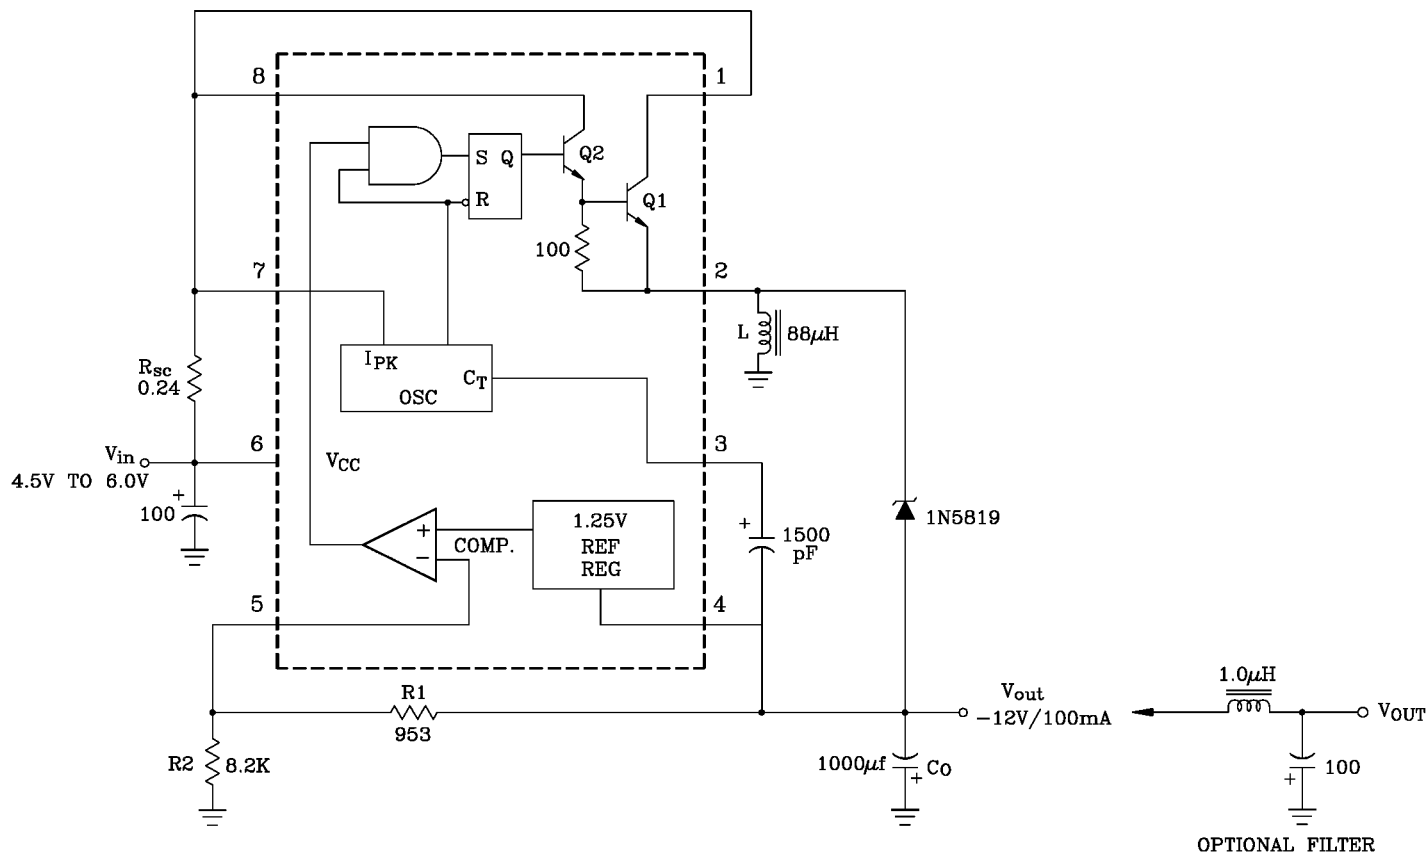 8
1
S Q
R
Q2
Q1
100
7
2
L
88μH
IPK
CT
OSC
Rsc
0.24
6
3
Vin
4.5V TO 6.0V
VCC
+
100
1.25V
REF
REG
+
−
COMP.
+
1500
pF
1N5819
5
4
R1
953
Vout
−12V/100mA
1.0μH
VOUT
R2
8.2K
1000μf
+
CO
+
100
OPTIONAL FILTER